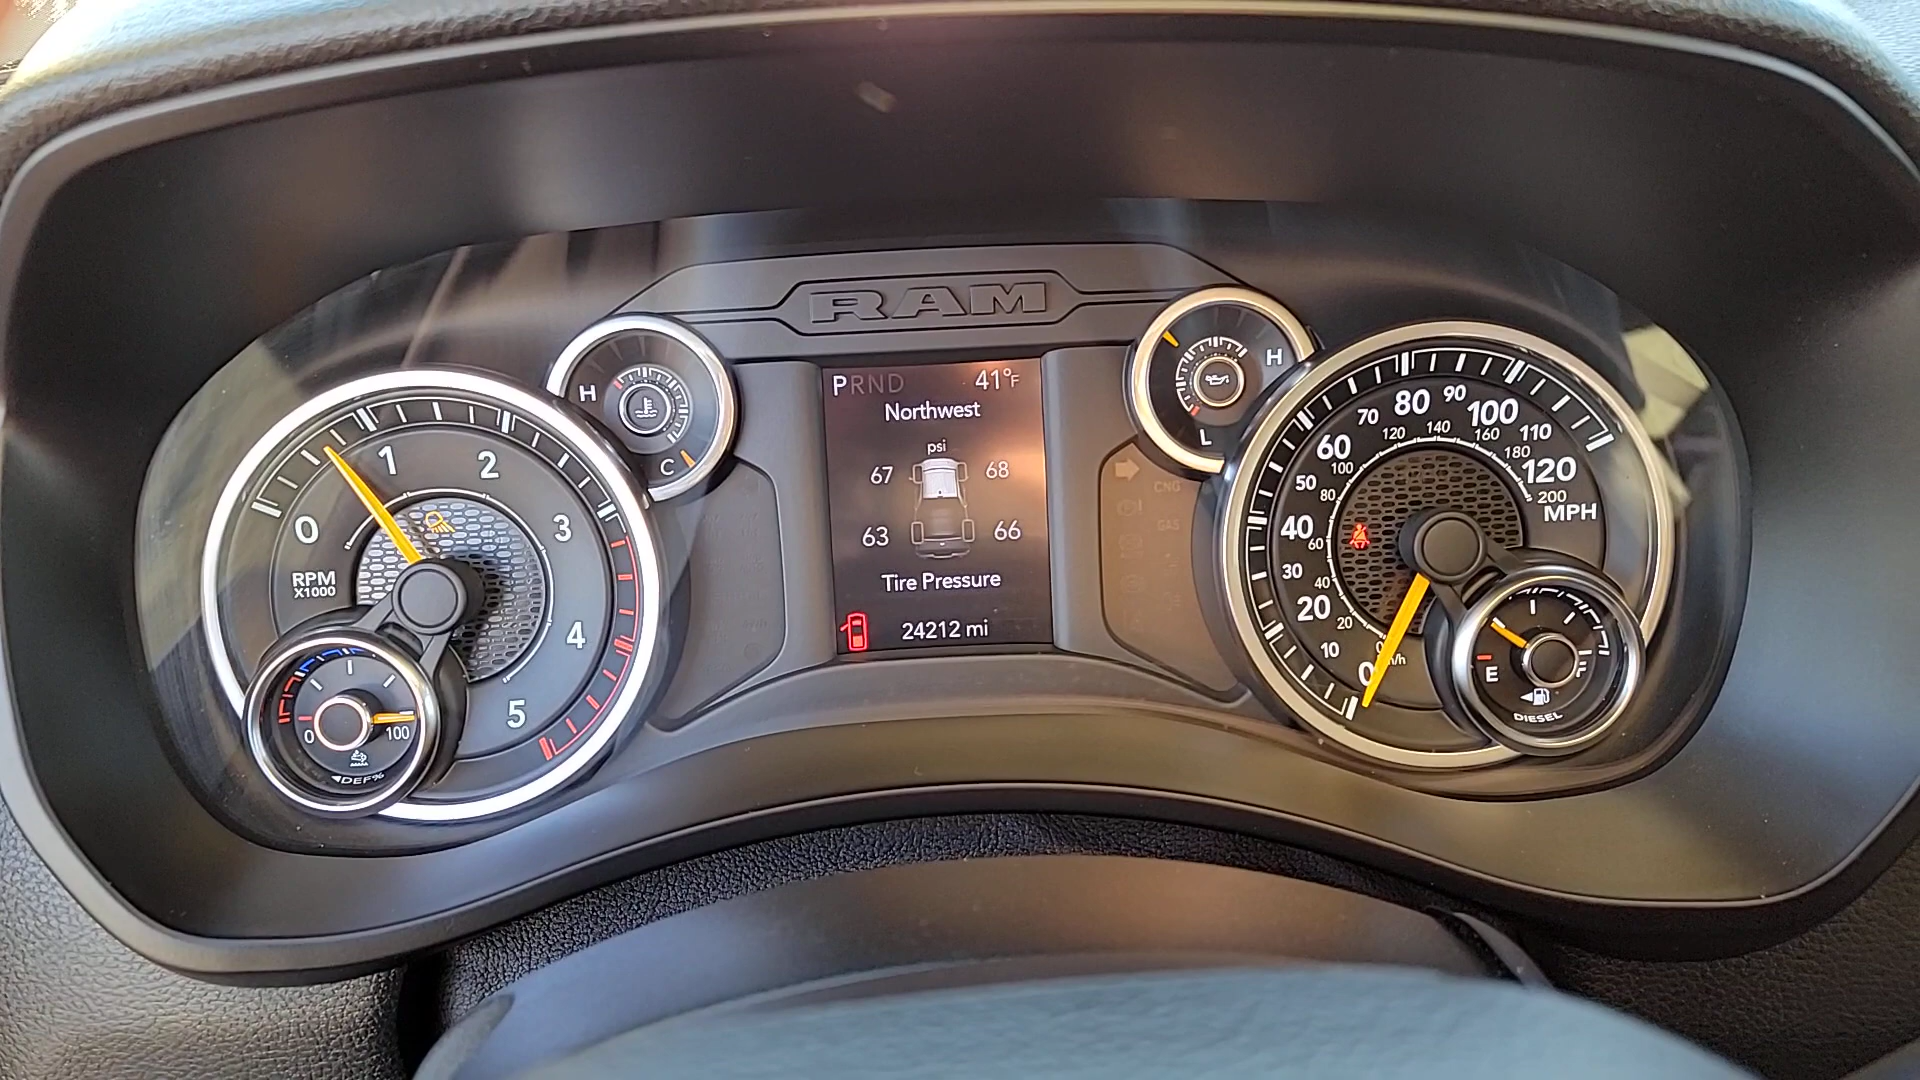 RAM
PRND 41°F
Northwest
psi
67 68
63 66
Tire Pressure
24212 mi
H
C
H
L
0
1
2
3
4
5
RPM
X1000
0 100
DEF%
CNG
GAS
0
10
20
30
40
50
60
70
80
90
100
110
120
MPH
0
20
40
60
80
100
120
140
160
180
200
E F
DIESEL